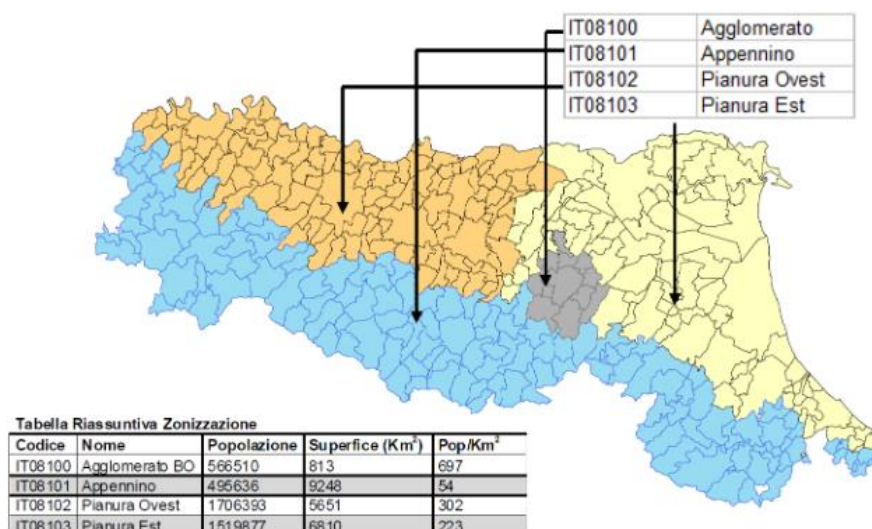 IT08100 Agglomerato
IT08101 Appennino
IT08102 Pianura Ovest
IT08103 Pianura Est
Tabella Riassuntiva Zonizzazione
Codice Nome Popolazione Superfice (Km²) Pop/Km²
IT08100 Agglomerato BO 566510 813 697
IT08101 Appennino 495636 9248 54
IT08102 Pianura Ovest 1706393 5651 302
IT08103 Pianura Est 1519877 6810 223